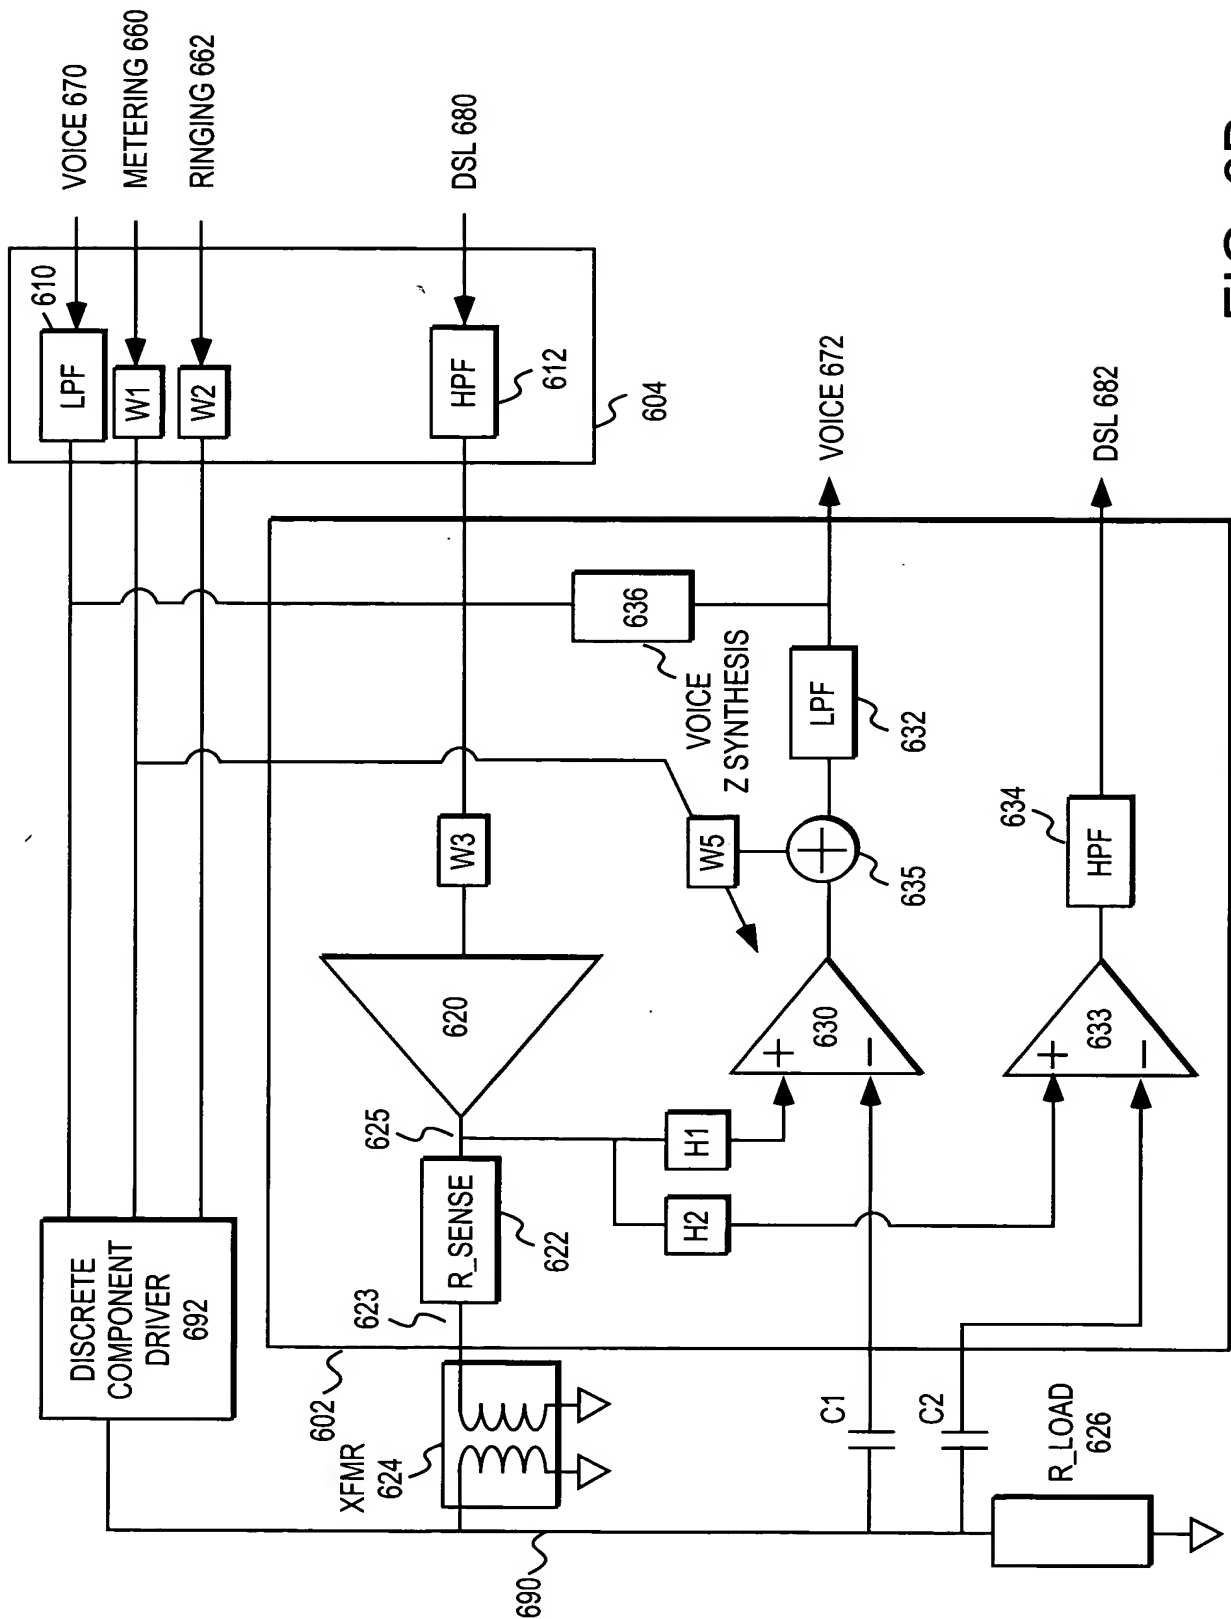 VOICE 670
METERING 660
RINGING 662
DSL 680
610
LPF
W1
W2
HPF
612
604
DISCRETE
COMPONENT
DRIVER
692
602
XFMR
624
623
R_SENSE
622
625
620
W3
636
VOICE
Z SYNTHESIS
W5
635
LPF
632
VOICE 672
H1
H2
+
630
−
+
633
−
634
HPF
DSL 682
C1
C2
R_LOAD
626
690